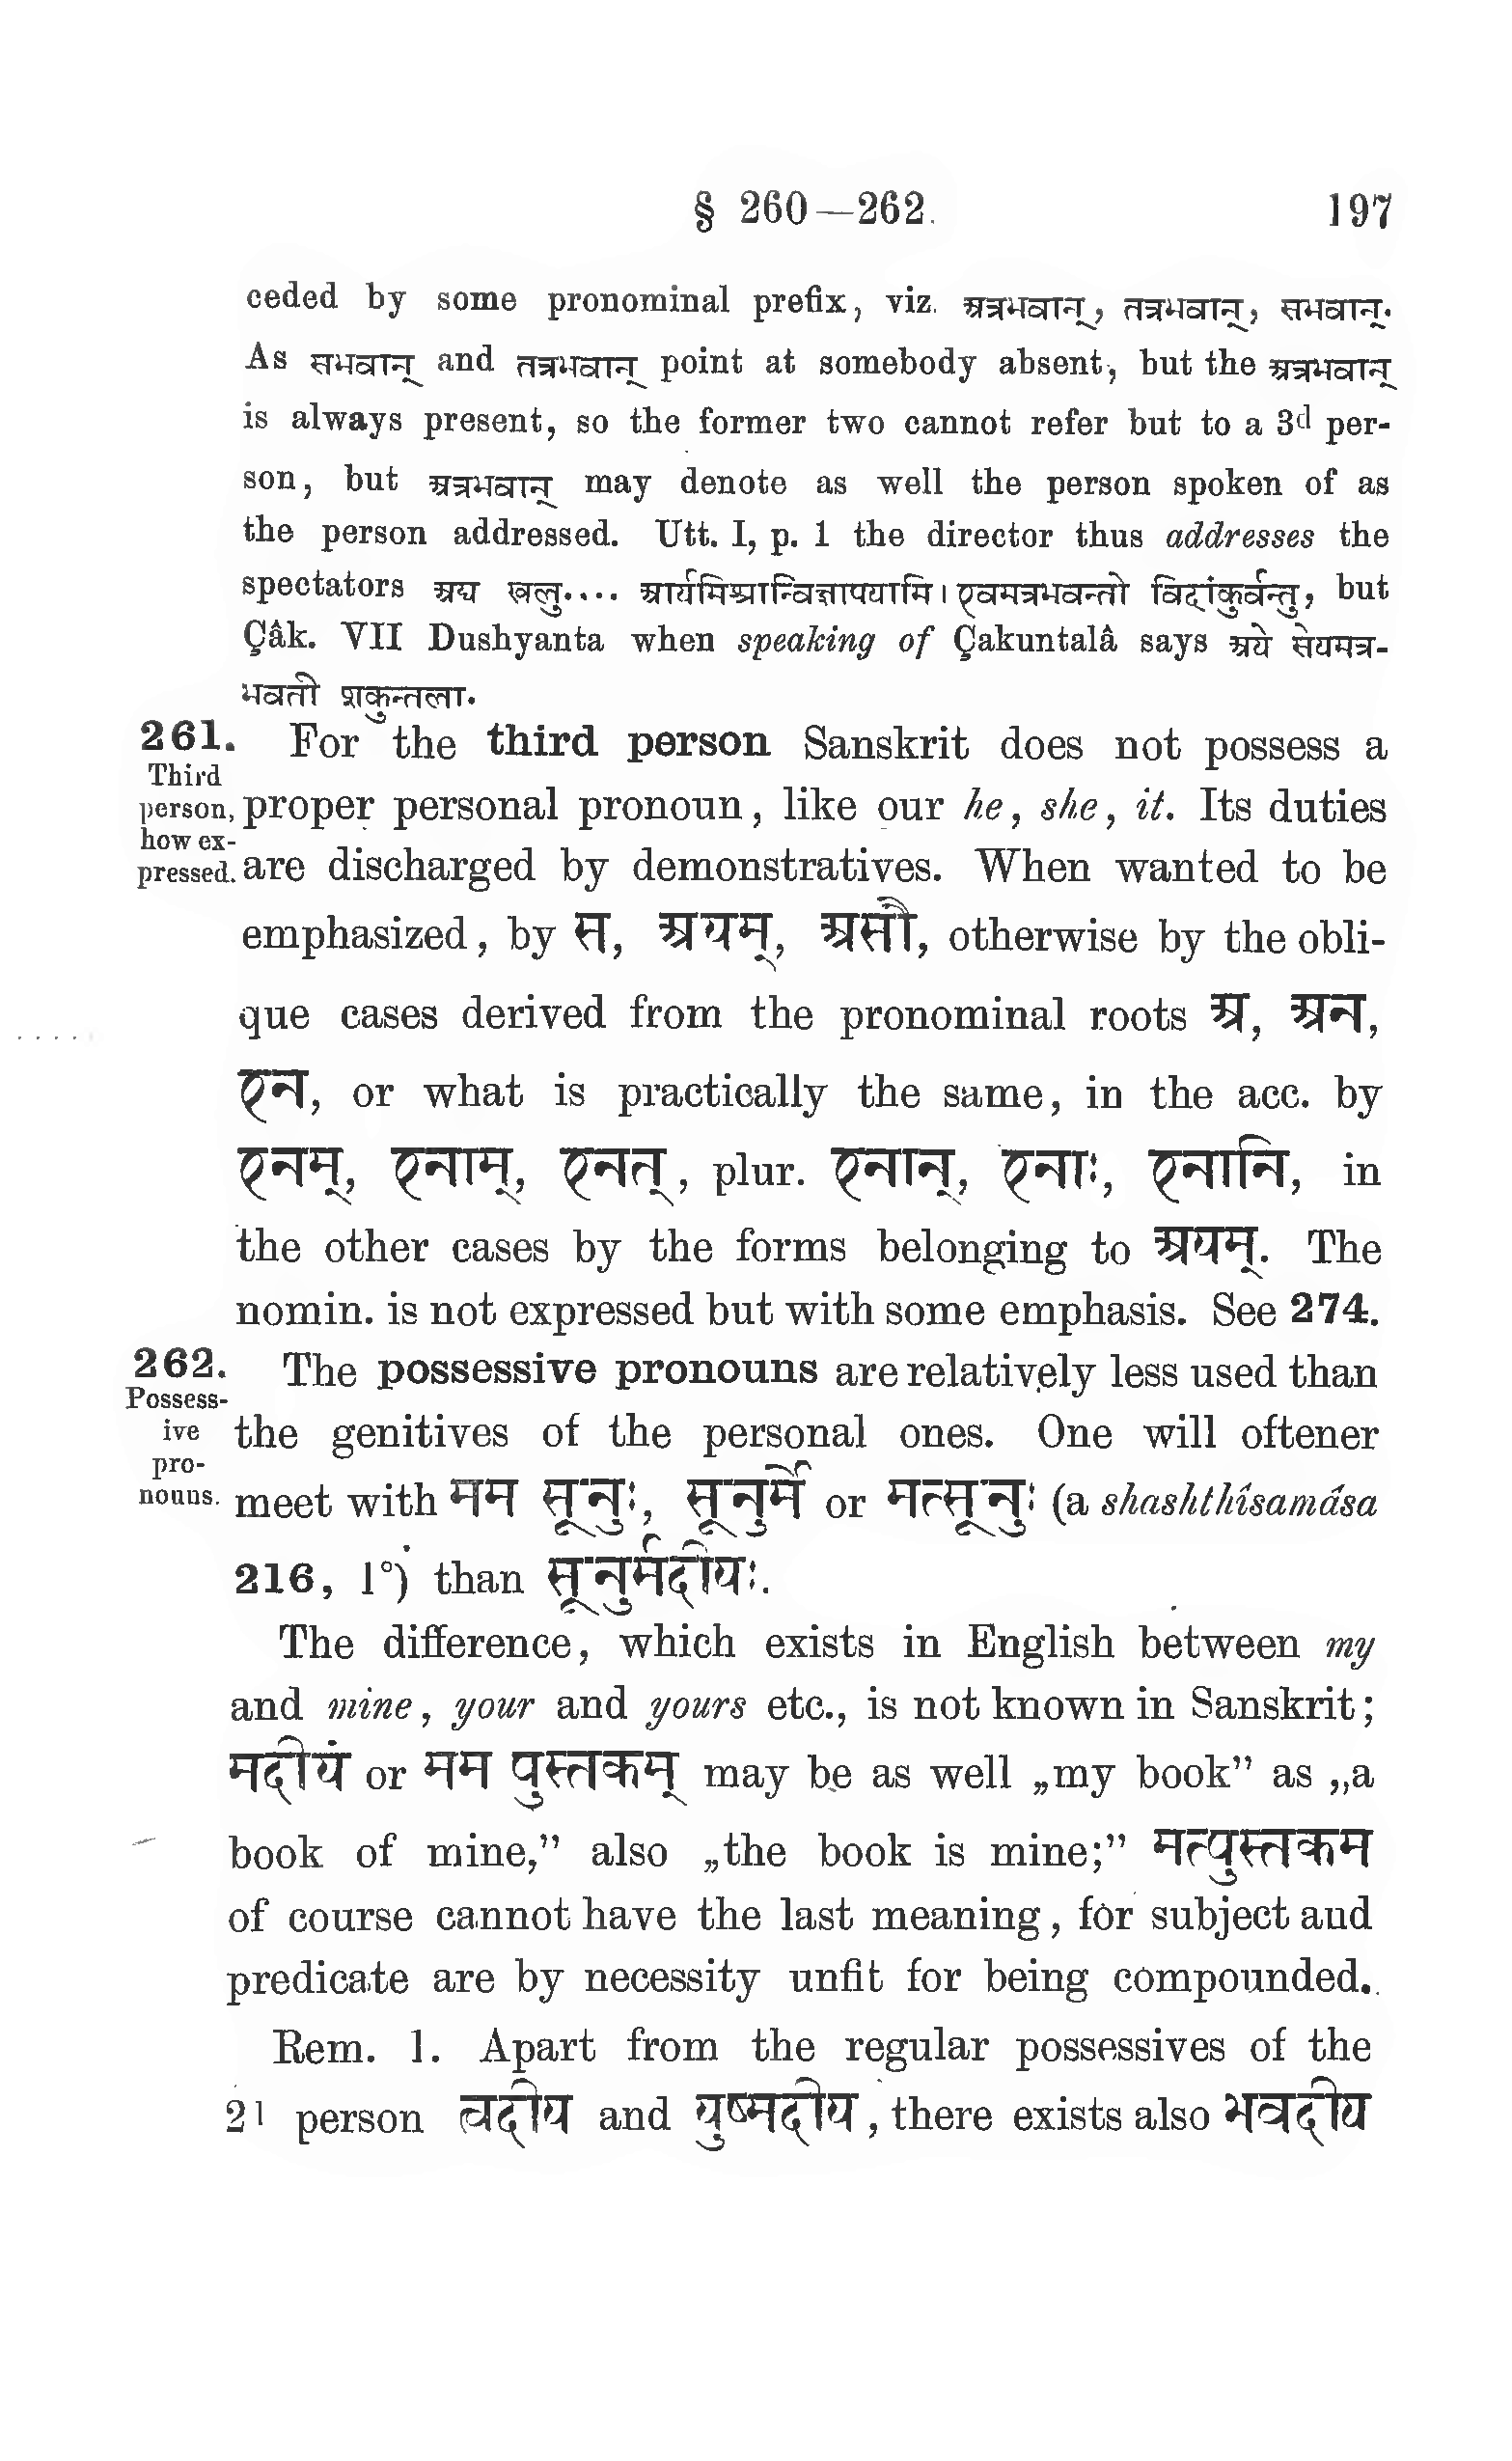 § 260—262. 197
ceded by some pronominal prefix, viz. अत्रभवान्, तत्रभवान्, सभवान्.
As सभवान् and तत्रभवान् point at somebody absent, but the अत्रभवान्
is always present, so the former two cannot refer but to a 3d per-
son, but अत्रभवान् may denote as well the person spoken of as
the person addressed. Utt. I, p. 1 the director thus addresses the
spectators अद्य खलु.... आर्यमिश्रान्विज्ञापयामि । एवमत्रभवन्तो विदांकुर्वन्तु, but
Çâk. VII Dushyanta when speaking of Çakuntalâ says अये सेयमत्र-
भवती शकुन्तला.
261. For the third person Sanskrit does not possess a
Third
person, proper personal pronoun, like our he, she, it. Its duties
how ex-
pressed. are discharged by demonstratives. When wanted to be
emphasized, by स, अयम्, असौ, otherwise by the obli-
que cases derived from the pronominal roots अ, अन,
एन, or what is practically the same, in the acc. by
एनम्, एनाम्, एनत्, plur. एनान्, एनाः, एनानि, in
the other cases by the forms belonging to अयम्. The
nomin. is not expressed but with some emphasis. See 274.
262. The possessive pronouns are relatively less used than
Possess-
ive the genitives of the personal ones. One will oftener
pro-
nouns. meet with मम सूनुः, सूनुर्मे or मत्सूनुः (a shashthîsamâsa
216, 1°) than सूनुर्मदीयः.
The difference, which exists in English between my
and mine, your and yours etc., is not known in Sanskrit;
मदीयं or मम पुस्तकम् may be as well „my book” as „a
book of mine,” also „the book is mine;” मत्पुस्तकम
of course cannot have the last meaning, for subject and
predicate are by necessity unfit for being compounded.
Rem. 1. Apart from the regular possessives of the
2d person त्वदीय and युष्मदीय, there exists also भवदीय